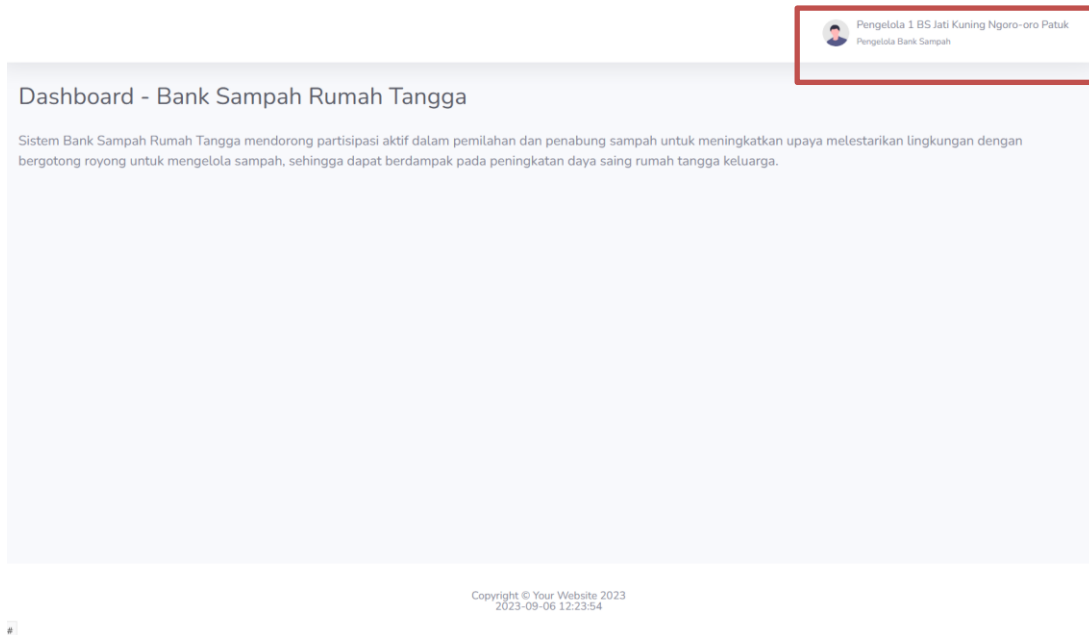 Pengelola 1 BS Jati Kuning Ngoro-oro Patuk
Pengelola Bank Sampah
Dashboard - Bank Sampah Rumah Tangga
Sistem Bank Sampah Rumah Tangga mendorong partisipasi aktif dalam pemilahan dan penabung sampah untuk meningkatkan upaya melestarikan lingkungan dengan
bergotong royong untuk mengelola sampah, sehingga dapat berdampak pada peningkatan daya saing rumah tangga keluarga.
Copyright © Your Website 2023
2023-09-06 12:23:54
#